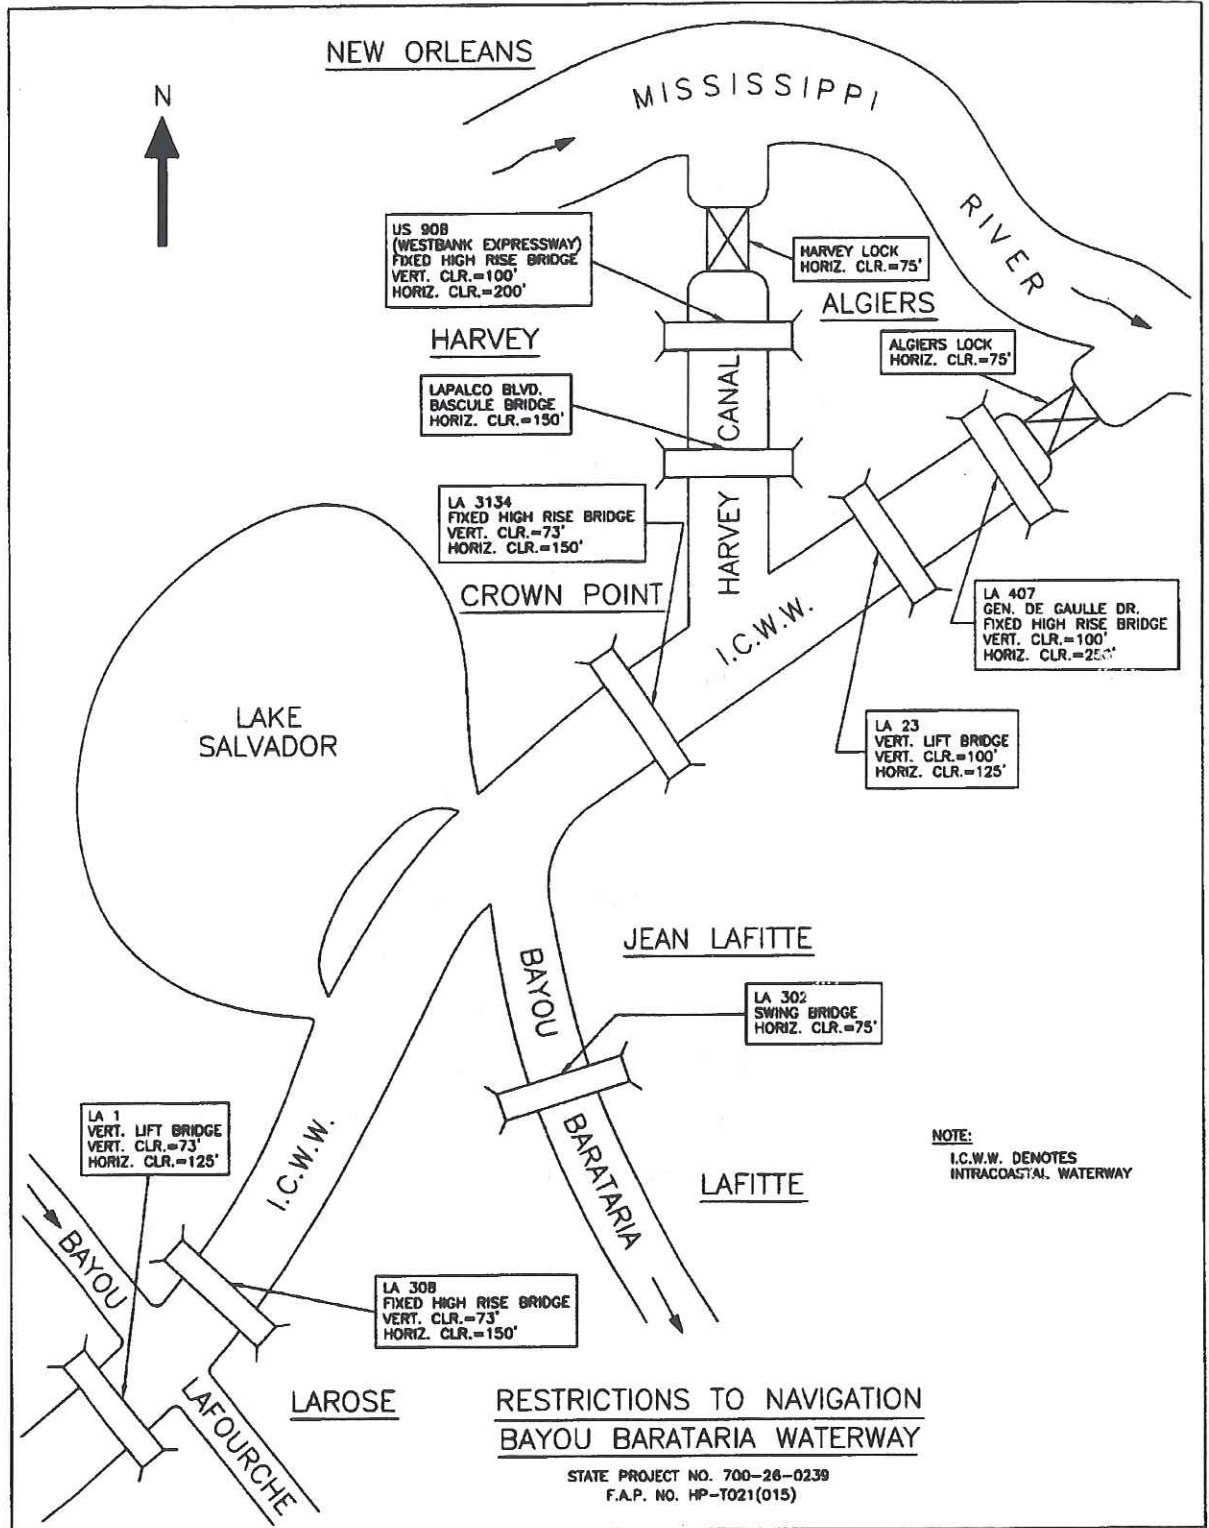 NEW ORLEANS
N
MISSISSIPPI
RIVER
US 90B
(WESTBANK EXPRESSWAY)
FIXED HIGH RISE BRIDGE
VERT. CLR.=100'
HORIZ. CLR.=200'
HARVEY LOCK
HORIZ. CLR.=75'
ALGIERS
HARVEY
ALGIERS LOCK
HORIZ. CLR.=75'
LAPALCO BLVD.
BASCULE BRIDGE
HORIZ. CLR.=150'
HARVEY CANAL
LA 3134
FIXED HIGH RISE BRIDGE
VERT. CLR.=73'
HORIZ. CLR.=150'
CROWN POINT
I.C.W.W.
LA 407
GEN. DE GAULLE DR.
FIXED HIGH RISE BRIDGE
VERT. CLR.=100'
HORIZ. CLR.=250'
LAKE
SALVADOR
LA 23
VERT. LIFT BRIDGE
VERT. CLR.=100'
HORIZ. CLR.=125'
JEAN LAFITTE
BAYOU
BARATARIA
LA 302
SWING BRIDGE
HORIZ. CLR.=75'
LA 1
VERT. LIFT BRIDGE
VERT. CLR.=73'
HORIZ. CLR.=125'
I.C.W.W.
NOTE:
I.C.W.W. DENOTES
INTRACOASTAL WATERWAY
LAFITTE
BAYOU
LAFOURCHE
LA 308
FIXED HIGH RISE BRIDGE
VERT. CLR.=73'
HORIZ. CLR.=150'
LAROSE
RESTRICTIONS TO NAVIGATION
BAYOU BARATARIA WATERWAY
STATE PROJECT NO. 700-26-0239
F.A.P. NO. HP-T021(015)